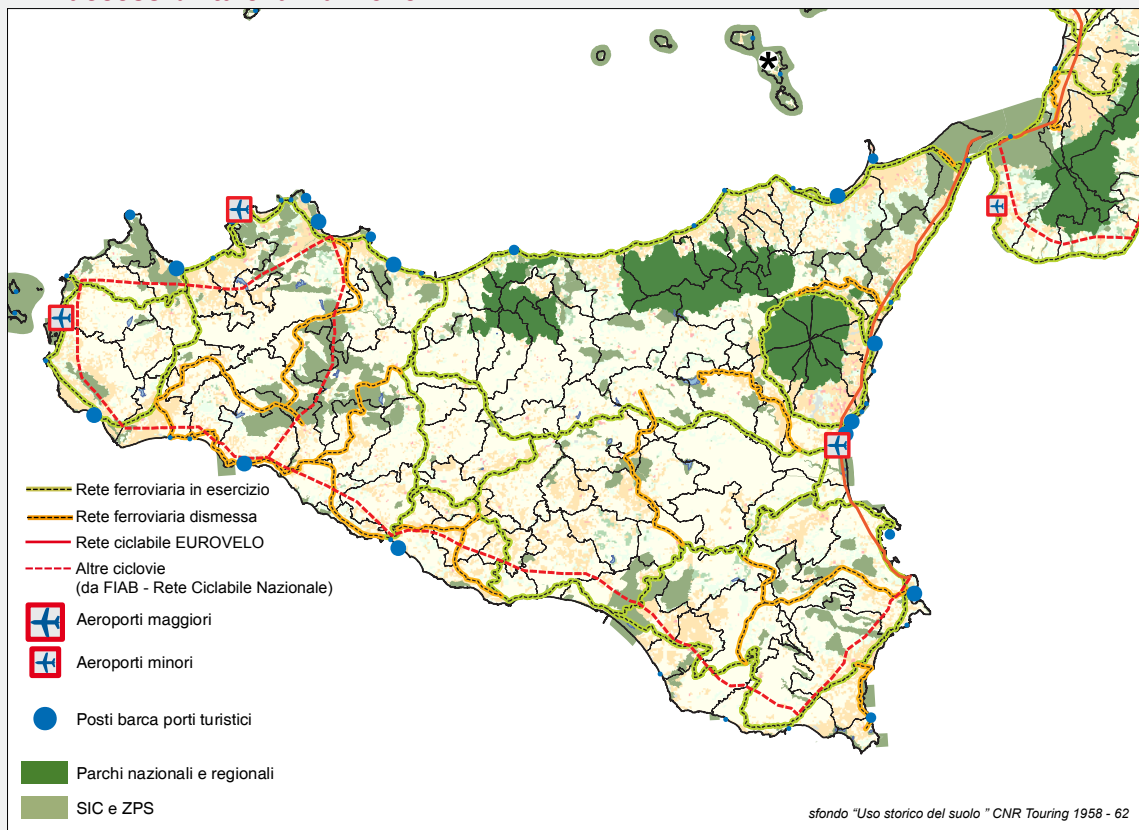 *
Rete ferroviaria in esercizio
Rete ferroviaria dismessa
Rete ciclabile EUROVELO
Altre ciclovie
(da FIAB - Rete Ciclabile Nazionale)
Aeroporti maggiori
Aeroporti minori
Posti barca porti turistici
Parchi nazionali e regionali
SIC e ZPS
sfondo “Uso storico del suolo ” CNR Touring 1958 - 62